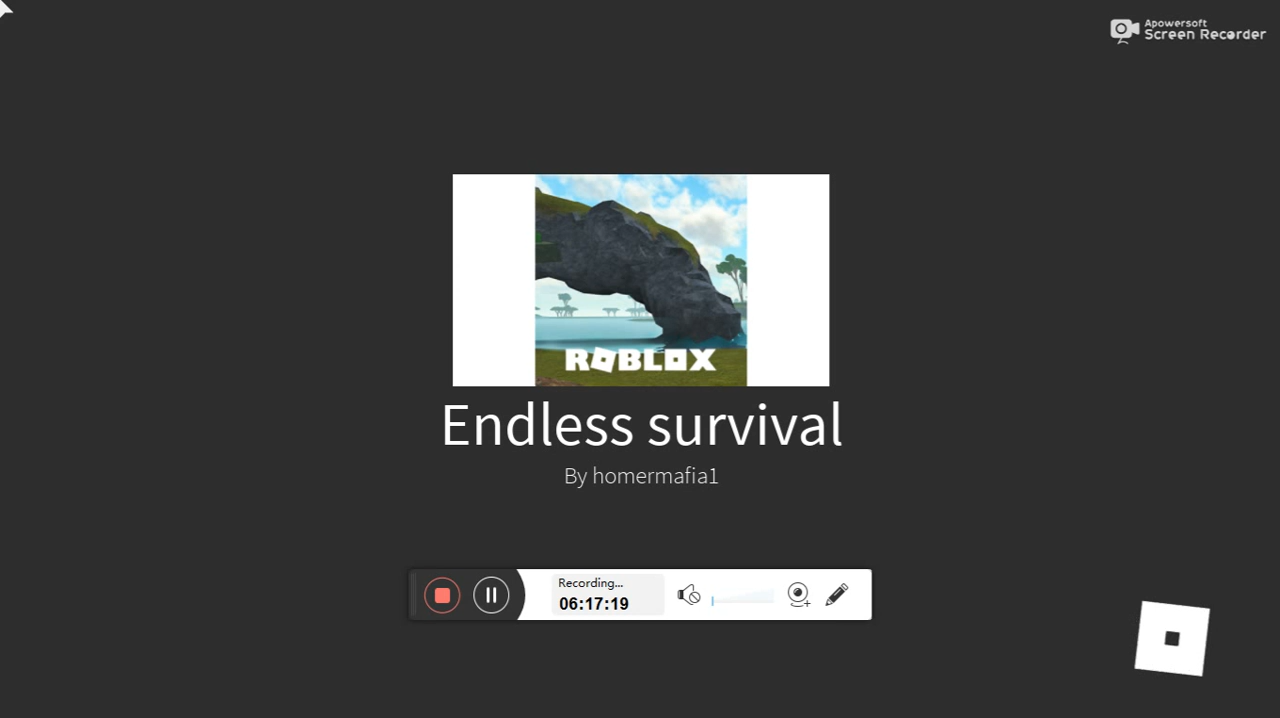 Apowersoft
Screen Recorder
ROBLOX
Endless survival
By homermafia1
Recording...
06:17:19